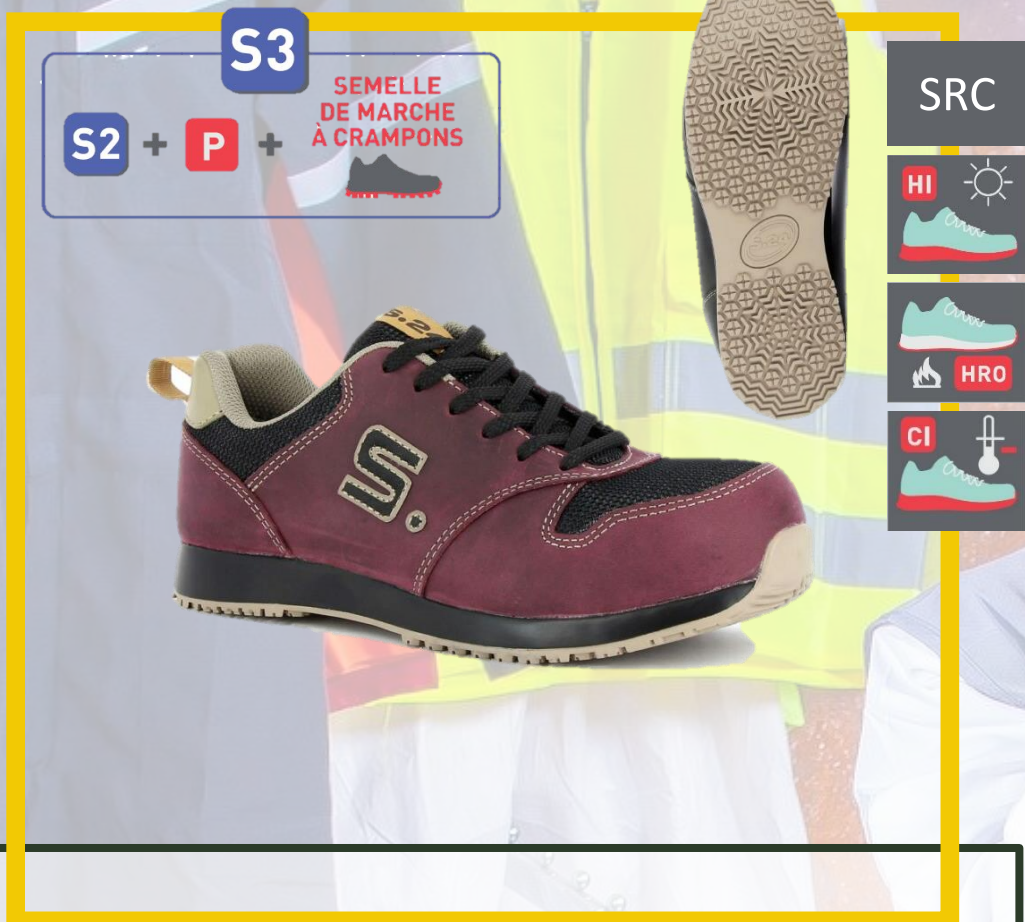 S3
S2 + P +
SEMELLE
DE MARCHE
À CRAMPONS
SRC
HI
HRO
CI
S.